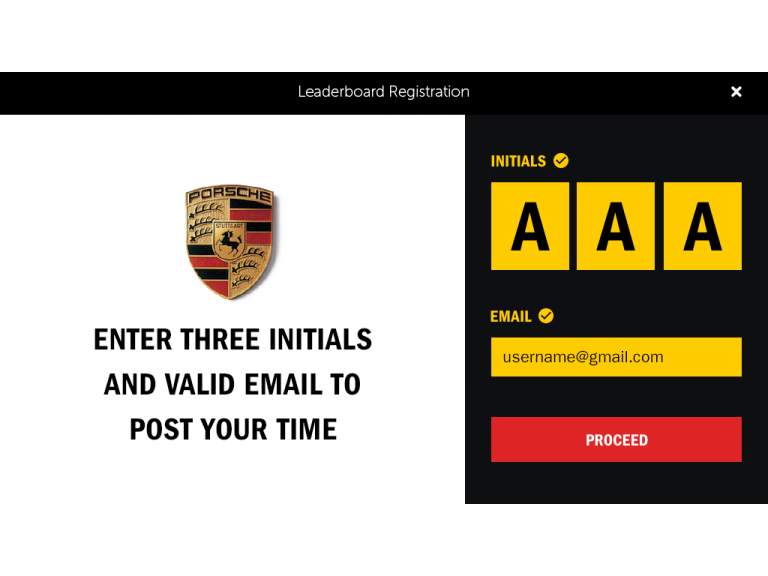 Leaderboard Registration
PORSCHE
STUTTGART
ENTER THREE INITIALS
AND VALID EMAIL TO
POST YOUR TIME
INITIALS
A A A
EMAIL
username@gmail.com
PROCEED